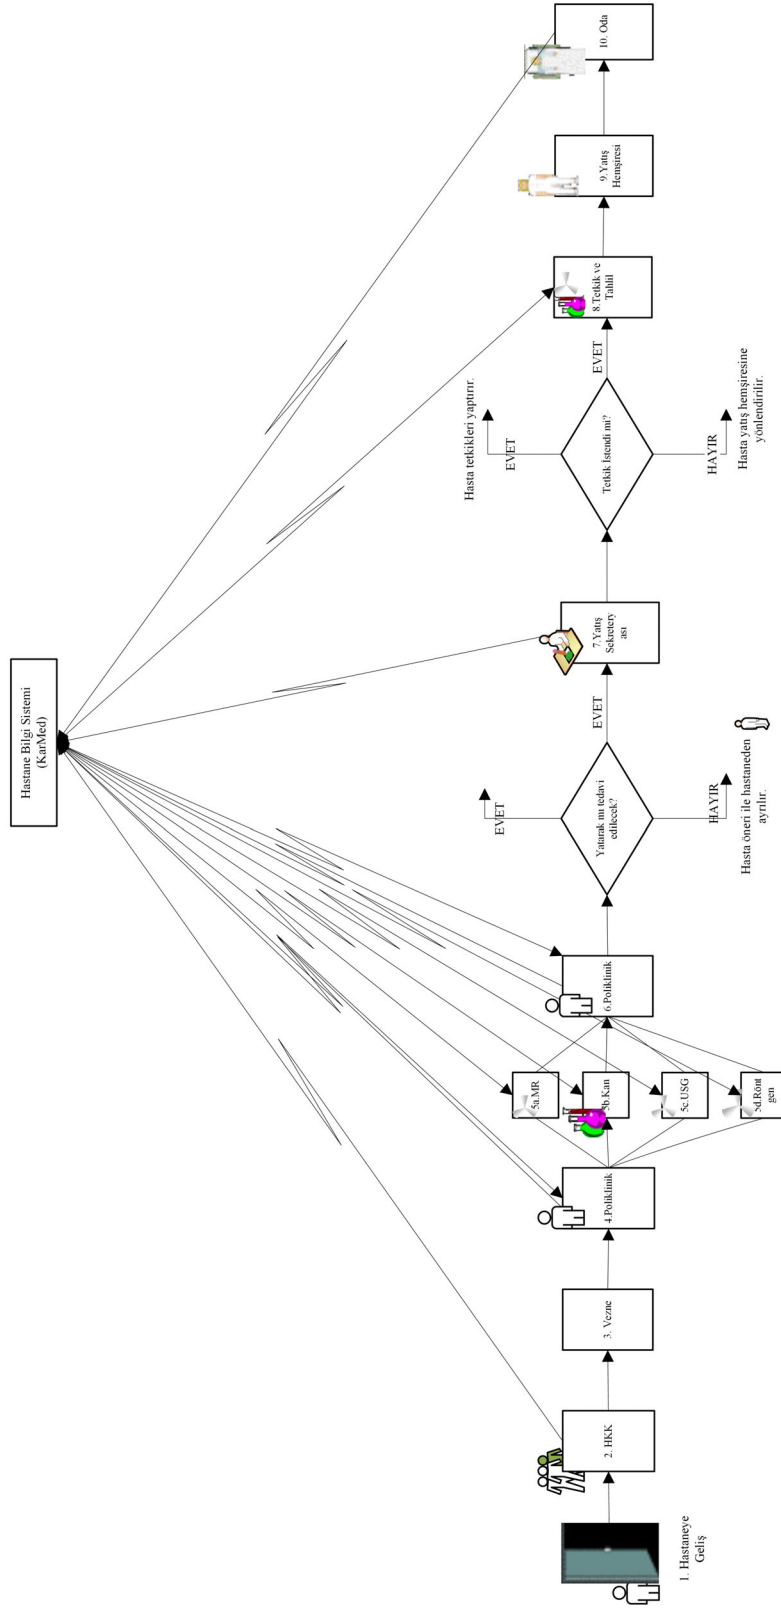 Hastane Bilgi Sistemi
(KarMed)
1. Hastaneye
Geliş
2. HKK
3. Vezne
4.Poliklinik
5a.MR
5b.Kan
5c.USG
5d.Rönt
gen
6.Poliklinik
Yatarak mı tedavi
edilecek?
EVET
HAYIR
Hasta öneri ile hastaneden
ayrılır.
EVET
7.Yatış
Sekretery
ası
Tetkik İstendi mi?
Hasta tetkikleri yaptırır.
EVET
HAYIR
Hasta yatış hemşiresine
yönlendirilir.
EVET
8.Tetkik ve
Tahlil
9.Yatış
Hemşiresi
10. Oda